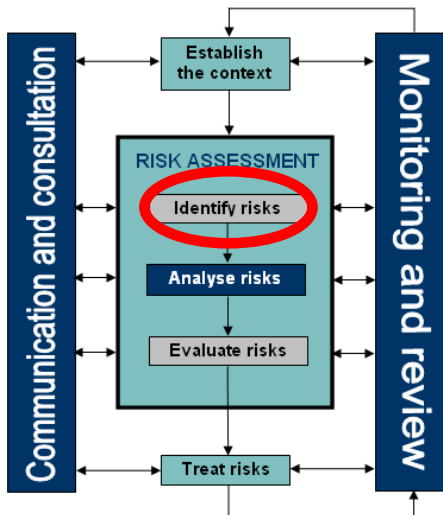 Establish
the context
Communication and consultation
Monitoring and review
RISK ASSESSMENT
Identify risks
Analyse risks
Evaluate risks
Treat risks